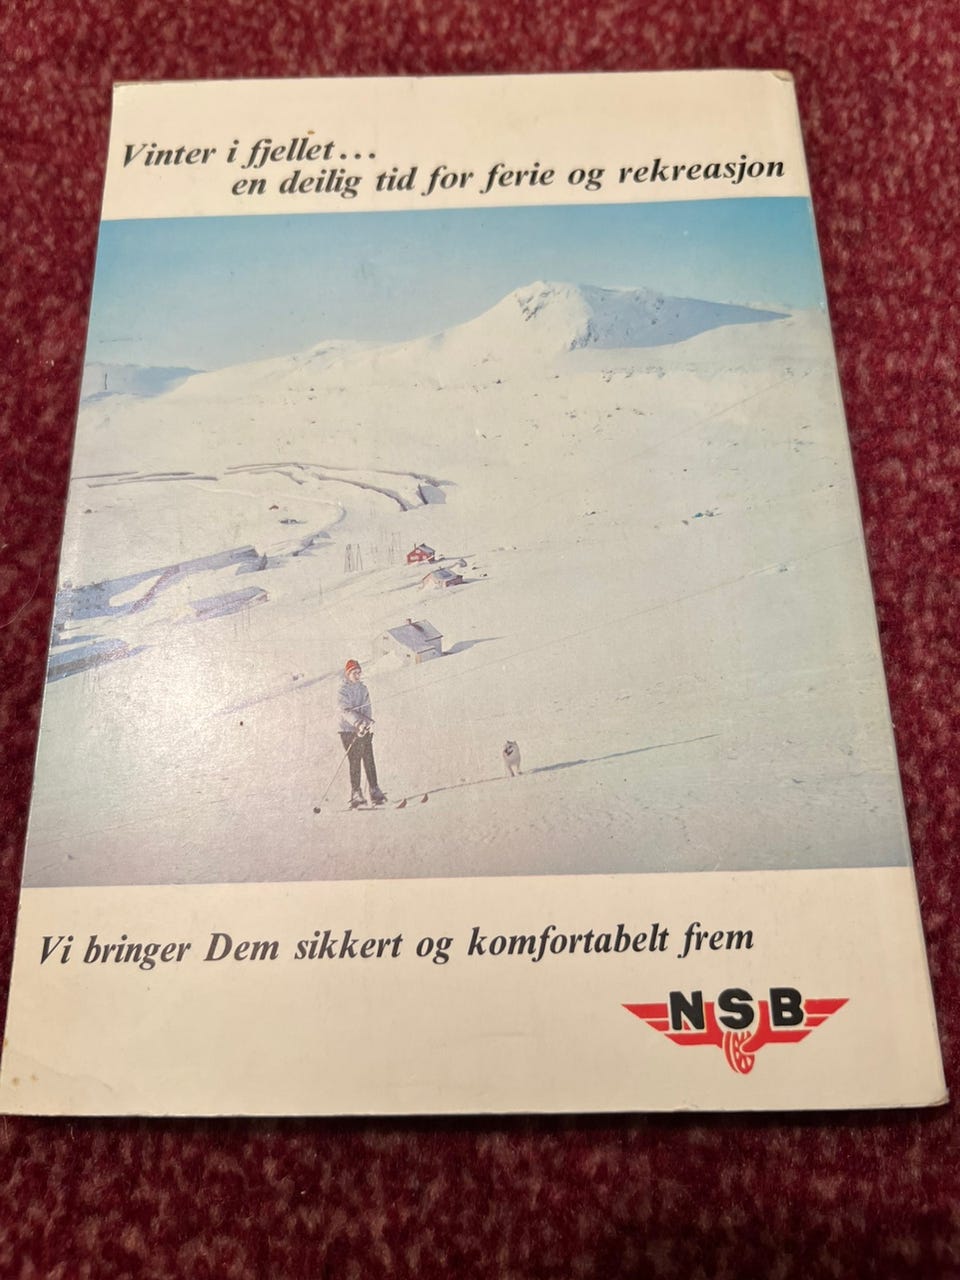 Vinter i fjellet...
en deilig tid for ferie og rekreasjon
Vi bringer Dem sikkert og komfortabelt frem
NSB